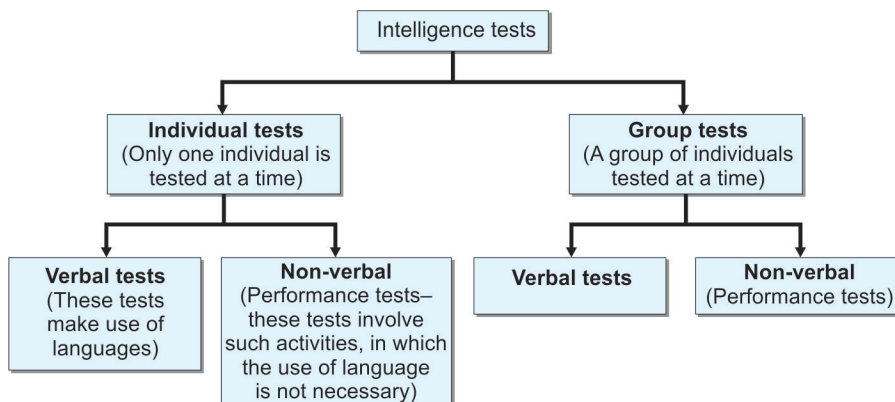 Intelligence tests
Individual tests
(Only one individual is
tested at a time)
Group tests
(A group of individuals
tested at a time)
Verbal tests
(These tests
make use of
languages)
Non-verbal
(Performance tests–
these tests involve
such activities, in which
the use of language
is not necessary)
Verbal tests
Non-verbal
(Performance tests)